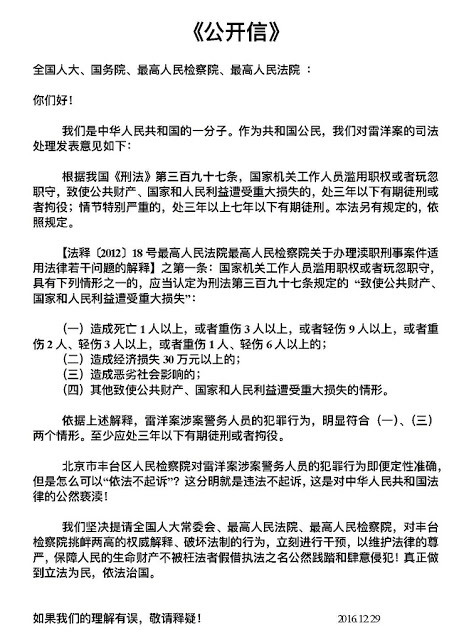 《公开信》
全国人大、国务院、最高人民检察院、最高人民法院 ：
你们好！
我们是中华人民共和国的一分子。作为共和国公民，我们对雷洋案的司法
处理发表意见如下：
根据我国《刑法》第三百九十七条，国家机关工作人员滥用职权或者玩忽
职守，致使公共财产、国家和人民利益遭受重大损失的，处三年以下有期徒刑或
者拘役；情节特别严重的，处三年以上七年以下有期徒刑。本法另有规定的，依
照规定。
【法释〔2012〕18 号最高人民法院最高人民检察院关于办理渎职刑事案件适
用法律若干问题的解释】之第一条：国家机关工作人员滥用职权或者玩忽职守，
具有下列情形之一的，应当认定为刑法第三百九十七条规定的 “致使公共财产、
国家和人民利益遭受重大损失”：
（一）造成死亡 1 人以上，或者重伤 3 人以上，或者轻伤 9 人以上，或者重
伤 2 人、轻伤 3 人以上，或者重伤 1 人、轻伤 6 人以上的；
（二）造成经济损失 30 万元以上的；
（三）造成恶劣社会影响的；
（四）其他致使公共财产、国家和人民利益遭受重大损失的情形。
依据上述解释，雷洋案涉案警务人员的犯罪行为，明显符合（一）、（三）
两个情形。至少应处三年以下有期徒刑或者拘役。
北京市丰台区人民检察院对雷洋案涉案警务人员的犯罪行为即便定性准确，
但是怎么可以“依法不起诉”？这分明就是违法不起诉，这是对中华人民共和国法
律的公然亵渎！
我们坚决提请全国人大常委会、最高人民法院、最高人民检察院，对丰台
检察院挑衅两高的权威解释、破坏法制的行为，立刻进行干预，以维护法律的尊
严，保障人民的生命财产不被枉法者假借执法之名公然践踏和肆意侵犯！真正做
到立法为民，依法治国。
如果我们的理解有误，敬请释疑！
2016.12.29